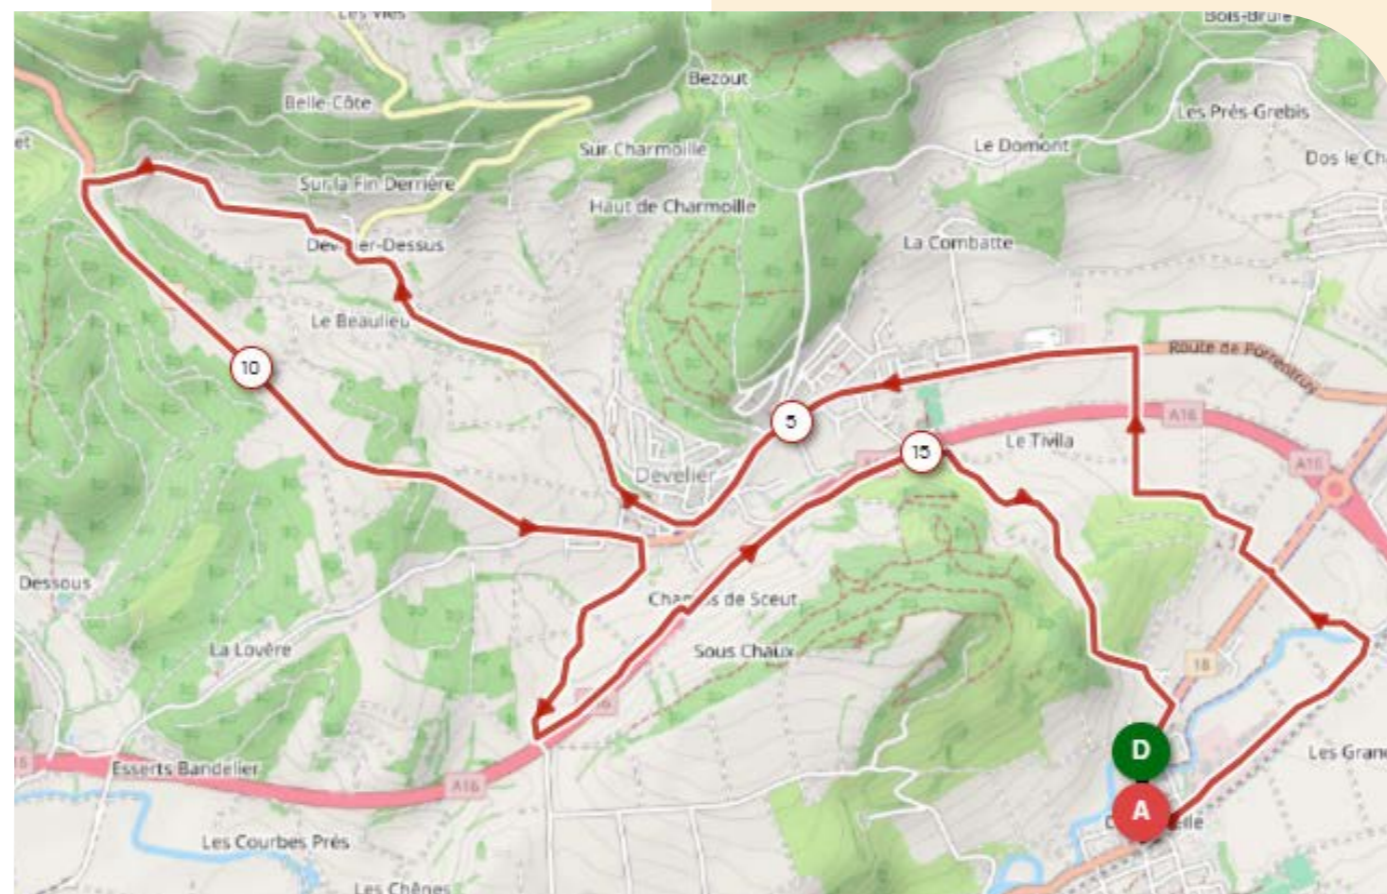 Les Vies
Bois-Brûlé
Bezout
Belle-Côte
Les Prés-Grebis
et
Sur Charmoille
Le Domont
Dos le Ch
Sur la Fin Derrière
Haut de Charmoille
Develier-Dessus
La Combatte
Le Beaulieu
Route de Porrentruy
10
A16
5
Le Tivila
15
A16
Develier
Dessous
Champs de Sceut
La Lovère
Sous Chaux
18
D
Les Grand
Esserts Bandelier
A16
A
Les Courbes Prés
Les Chênes